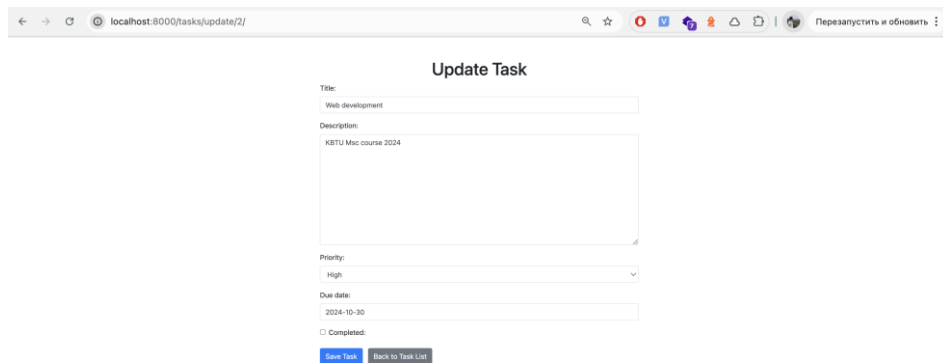 localhost:8000/tasks/update/2/
Перезапустить и обновить
7
Update Task
Title:
Web development
Description:
KBTU Msc course 2024
Priority:
High
Due date:
2024-10-30
Completed:
Save Task Back to Task List